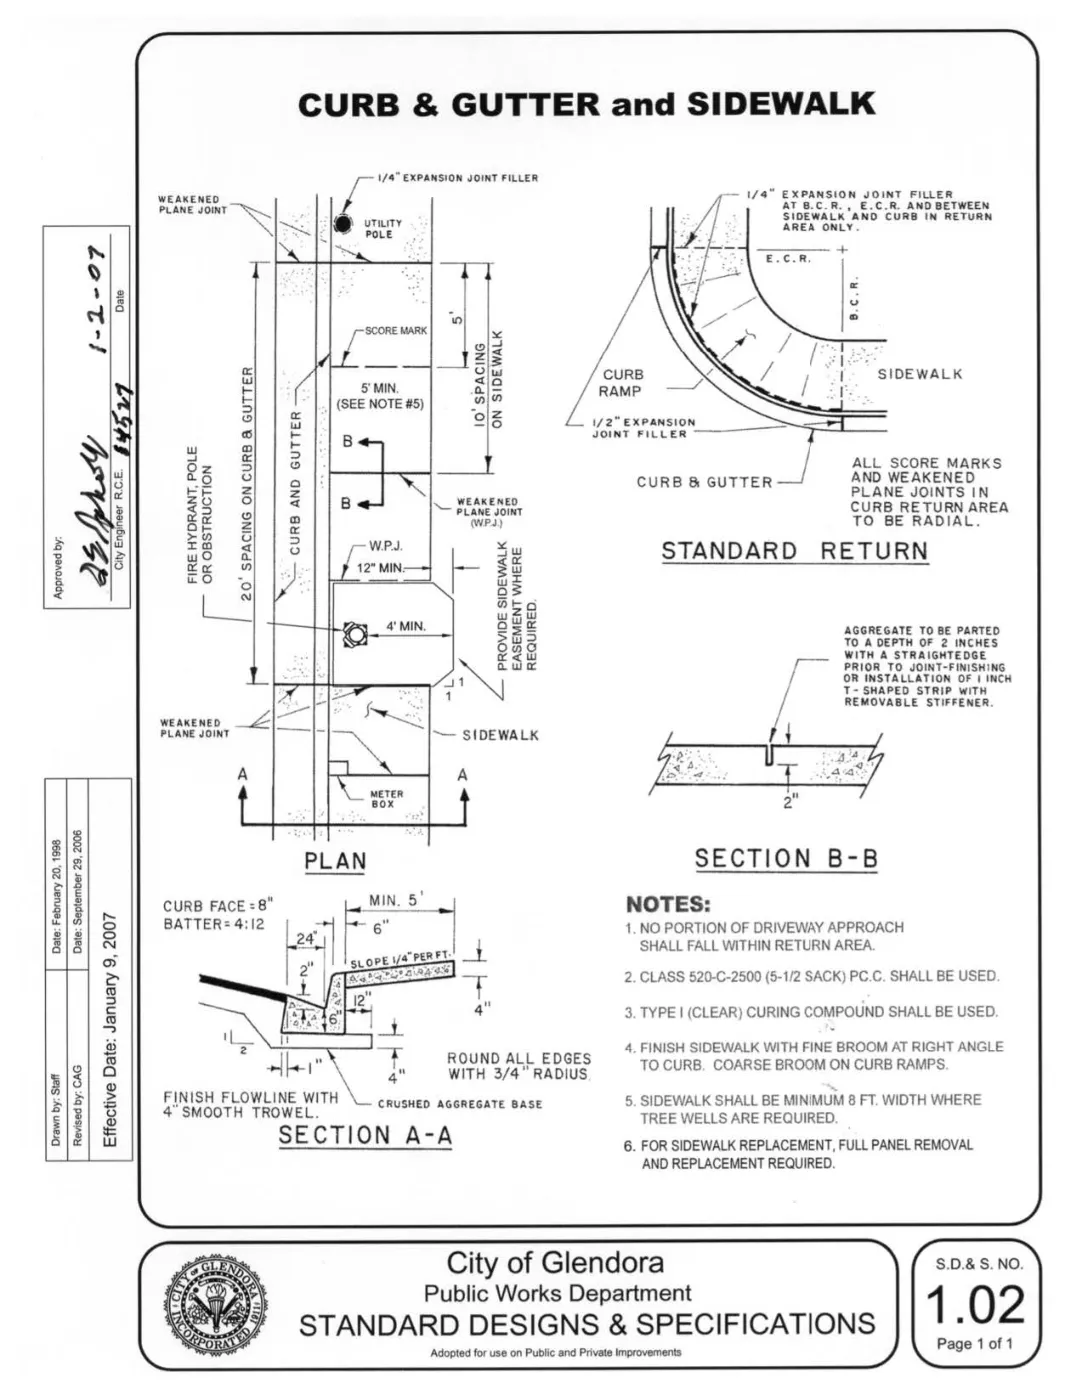 CURB & GUTTER and SIDEWALK
1/4" EXPANSION JOINT FILLER
WEAKENED
PLANE JOINT
UTILITY
POLE
SCORE MARK
5'
10' SPACING
ON SIDEWALK
5' MIN.
(SEE NOTE #5)
B
B
20' SPACING ON CURB & GUTTER
CURB AND GUTTER
FIRE HYDRANT, POLE
OR OBSTRUCTION
WEAKENED
PLANE JOINT
(W.P.J.)
W.P.J.
12" MIN.
4' MIN.
PROVIDE SIDEWALK
EASEMENT WHERE
REQUIRED.
1
1
WEAKENED
PLANE JOINT
SIDEWALK
A
A
METER
BOX
PLAN
1/4" EXPANSION JOINT FILLER
AT B.C.R., E.C.R. AND BETWEEN
SIDEWALK AND CURB IN RETURN
AREA ONLY.
E.C.R.
B.C.R.
CURB
RAMP
SIDEWALK
1/2" EXPANSION
JOINT FILLER
CURB & GUTTER
ALL SCORE MARKS
AND WEAKENED
PLANE JOINTS IN
CURB RETURN AREA
TO BE RADIAL.
STANDARD RETURN
AGGREGATE TO BE PARTED
TO A DEPTH OF 2 INCHES
WITH A STRAIGHTEDGE
PRIOR TO JOINT-FINISHING
OR INSTALLATION OF 1 INCH
T-SHAPED STRIP WITH
REMOVABLE STIFFENER.
2"
SECTION B-B
CURB FACE = 8"
BATTER = 4:12
MIN. 5'
6"
24"
2"
SLOPE 1/4" PER FT.
12"
6"
4"
1
2
1"
4"
ROUND ALL EDGES
WITH 3/4" RADIUS.
FINISH FLOWLINE WITH
4" SMOOTH TROWEL.
CRUSHED AGGREGATE BASE
SECTION A-A
NOTES:
1. NO PORTION OF DRIVEWAY APPROACH
SHALL FALL WITHIN RETURN AREA.
2. CLASS 520-C-2500 (5-1/2 SACK) P.C.C. SHALL BE USED.
3. TYPE I (CLEAR) CURING COMPOUND SHALL BE USED.
4. FINISH SIDEWALK WITH FINE BROOM AT RIGHT ANGLE
TO CURB. COARSE BROOM ON CURB RAMPS.
5. SIDEWALK SHALL BE MINIMUM 8 FT. WIDTH WHERE
TREE WELLS ARE REQUIRED.
6. FOR SIDEWALK REPLACEMENT, FULL PANEL REMOVAL
AND REPLACEMENT REQUIRED.
Approved by:
1-2-07
14527
City Engineer R.C.E. Date
Drawn by: Staff Date: February 20, 1998
Revised by: CAG Date: September 29, 2006
Effective Date: January 9, 2007
CITY OF GLENDORA
INCORPORATED 1911
City of Glendora
Public Works Department
STANDARD DESIGNS & SPECIFICATIONS
Adopted for use on Public and Private Improvements
S.D.& S. NO.
1.02
Page 1 of 1